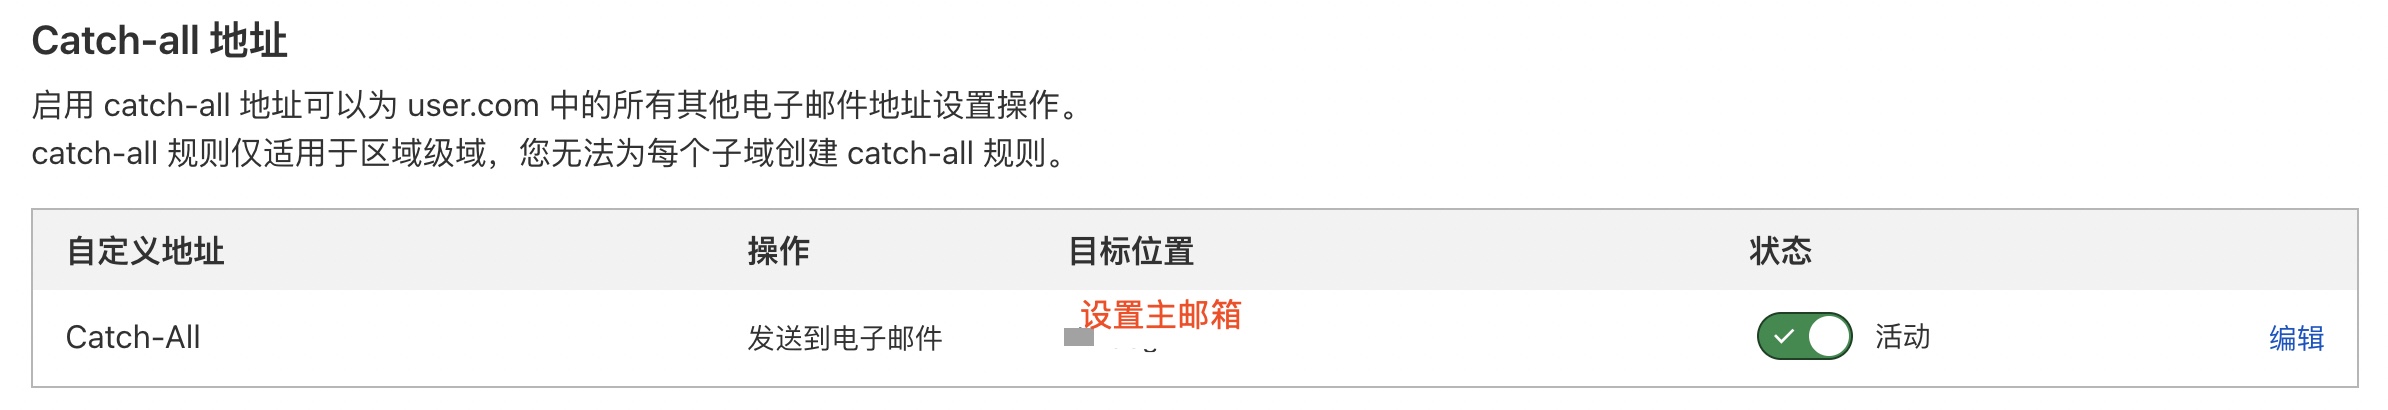 Catch-all 地址
启用 catch-all 地址可以为 user.com 中的所有其他电子邮件地址设置操作。
catch-all 规则仅适用于区域级域，您无法为每个子域创建 catch-all 规则。
自定义地址 操作 目标位置 状态
设置主邮箱
Catch-All 发送到电子邮件 活动 编辑